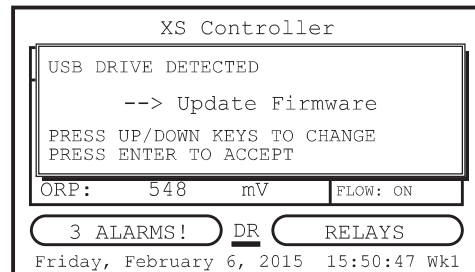 XS Controller
USB DRIVE DETECTED
--> Update Firmware
PRESS UP/DOWN KEYS TO CHANGE
PRESS ENTER TO ACCEPT
ORP: 548 mV FLOW: ON
3 ALARMS! DR RELAYS
Friday, February 6, 2015 15:50:47 Wk1